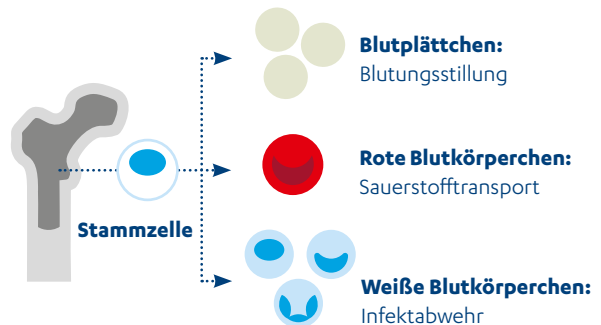 Blutplättchen:
Blutungsstillung
Rote Blutkörperchen:
Sauerstofftransport
Stammzelle
Weiße Blutkörperchen:
Infektabwehr